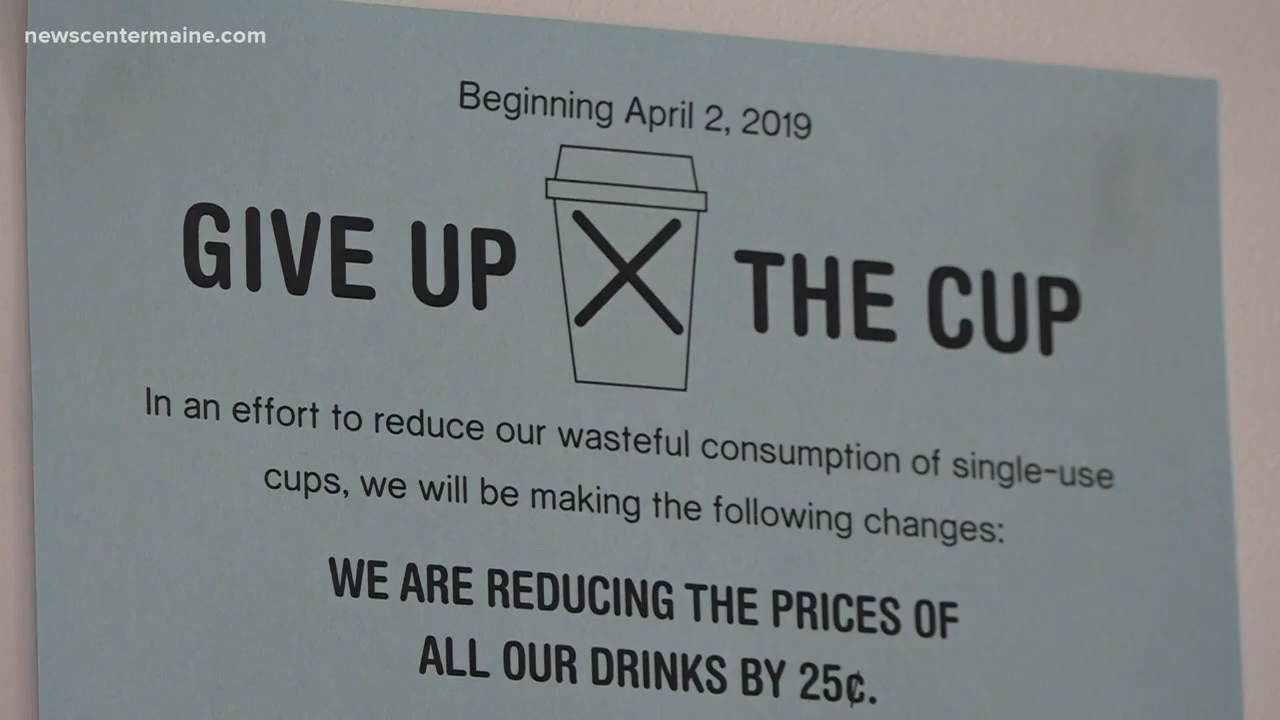 newscentermaine.com
Beginning April 2, 2019
GIVE UP THE CUP
In an effort to reduce our wasteful consumption of single-use
cups, we will be making the following changes:
WE ARE REDUCING THE PRICES OF
ALL OUR DRINKS BY 25¢.